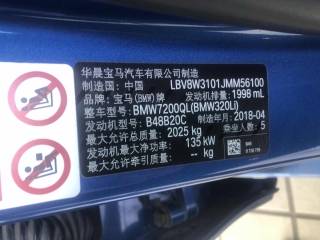 华晨宝马汽车有限公司制造
制造国：中国 LBV8W3101JMM56100
品牌：宝马(BMW)牌 发动机排量：1998 mL
整车型号：BMW7200QL(BMW320Li)
发动机型号：B48B20C 制造年月：2018-04
最大允许总质量：2025 kg 乘坐人数：5
发动机最大净功率：135 kW
最大允许牵引质量：-- kg